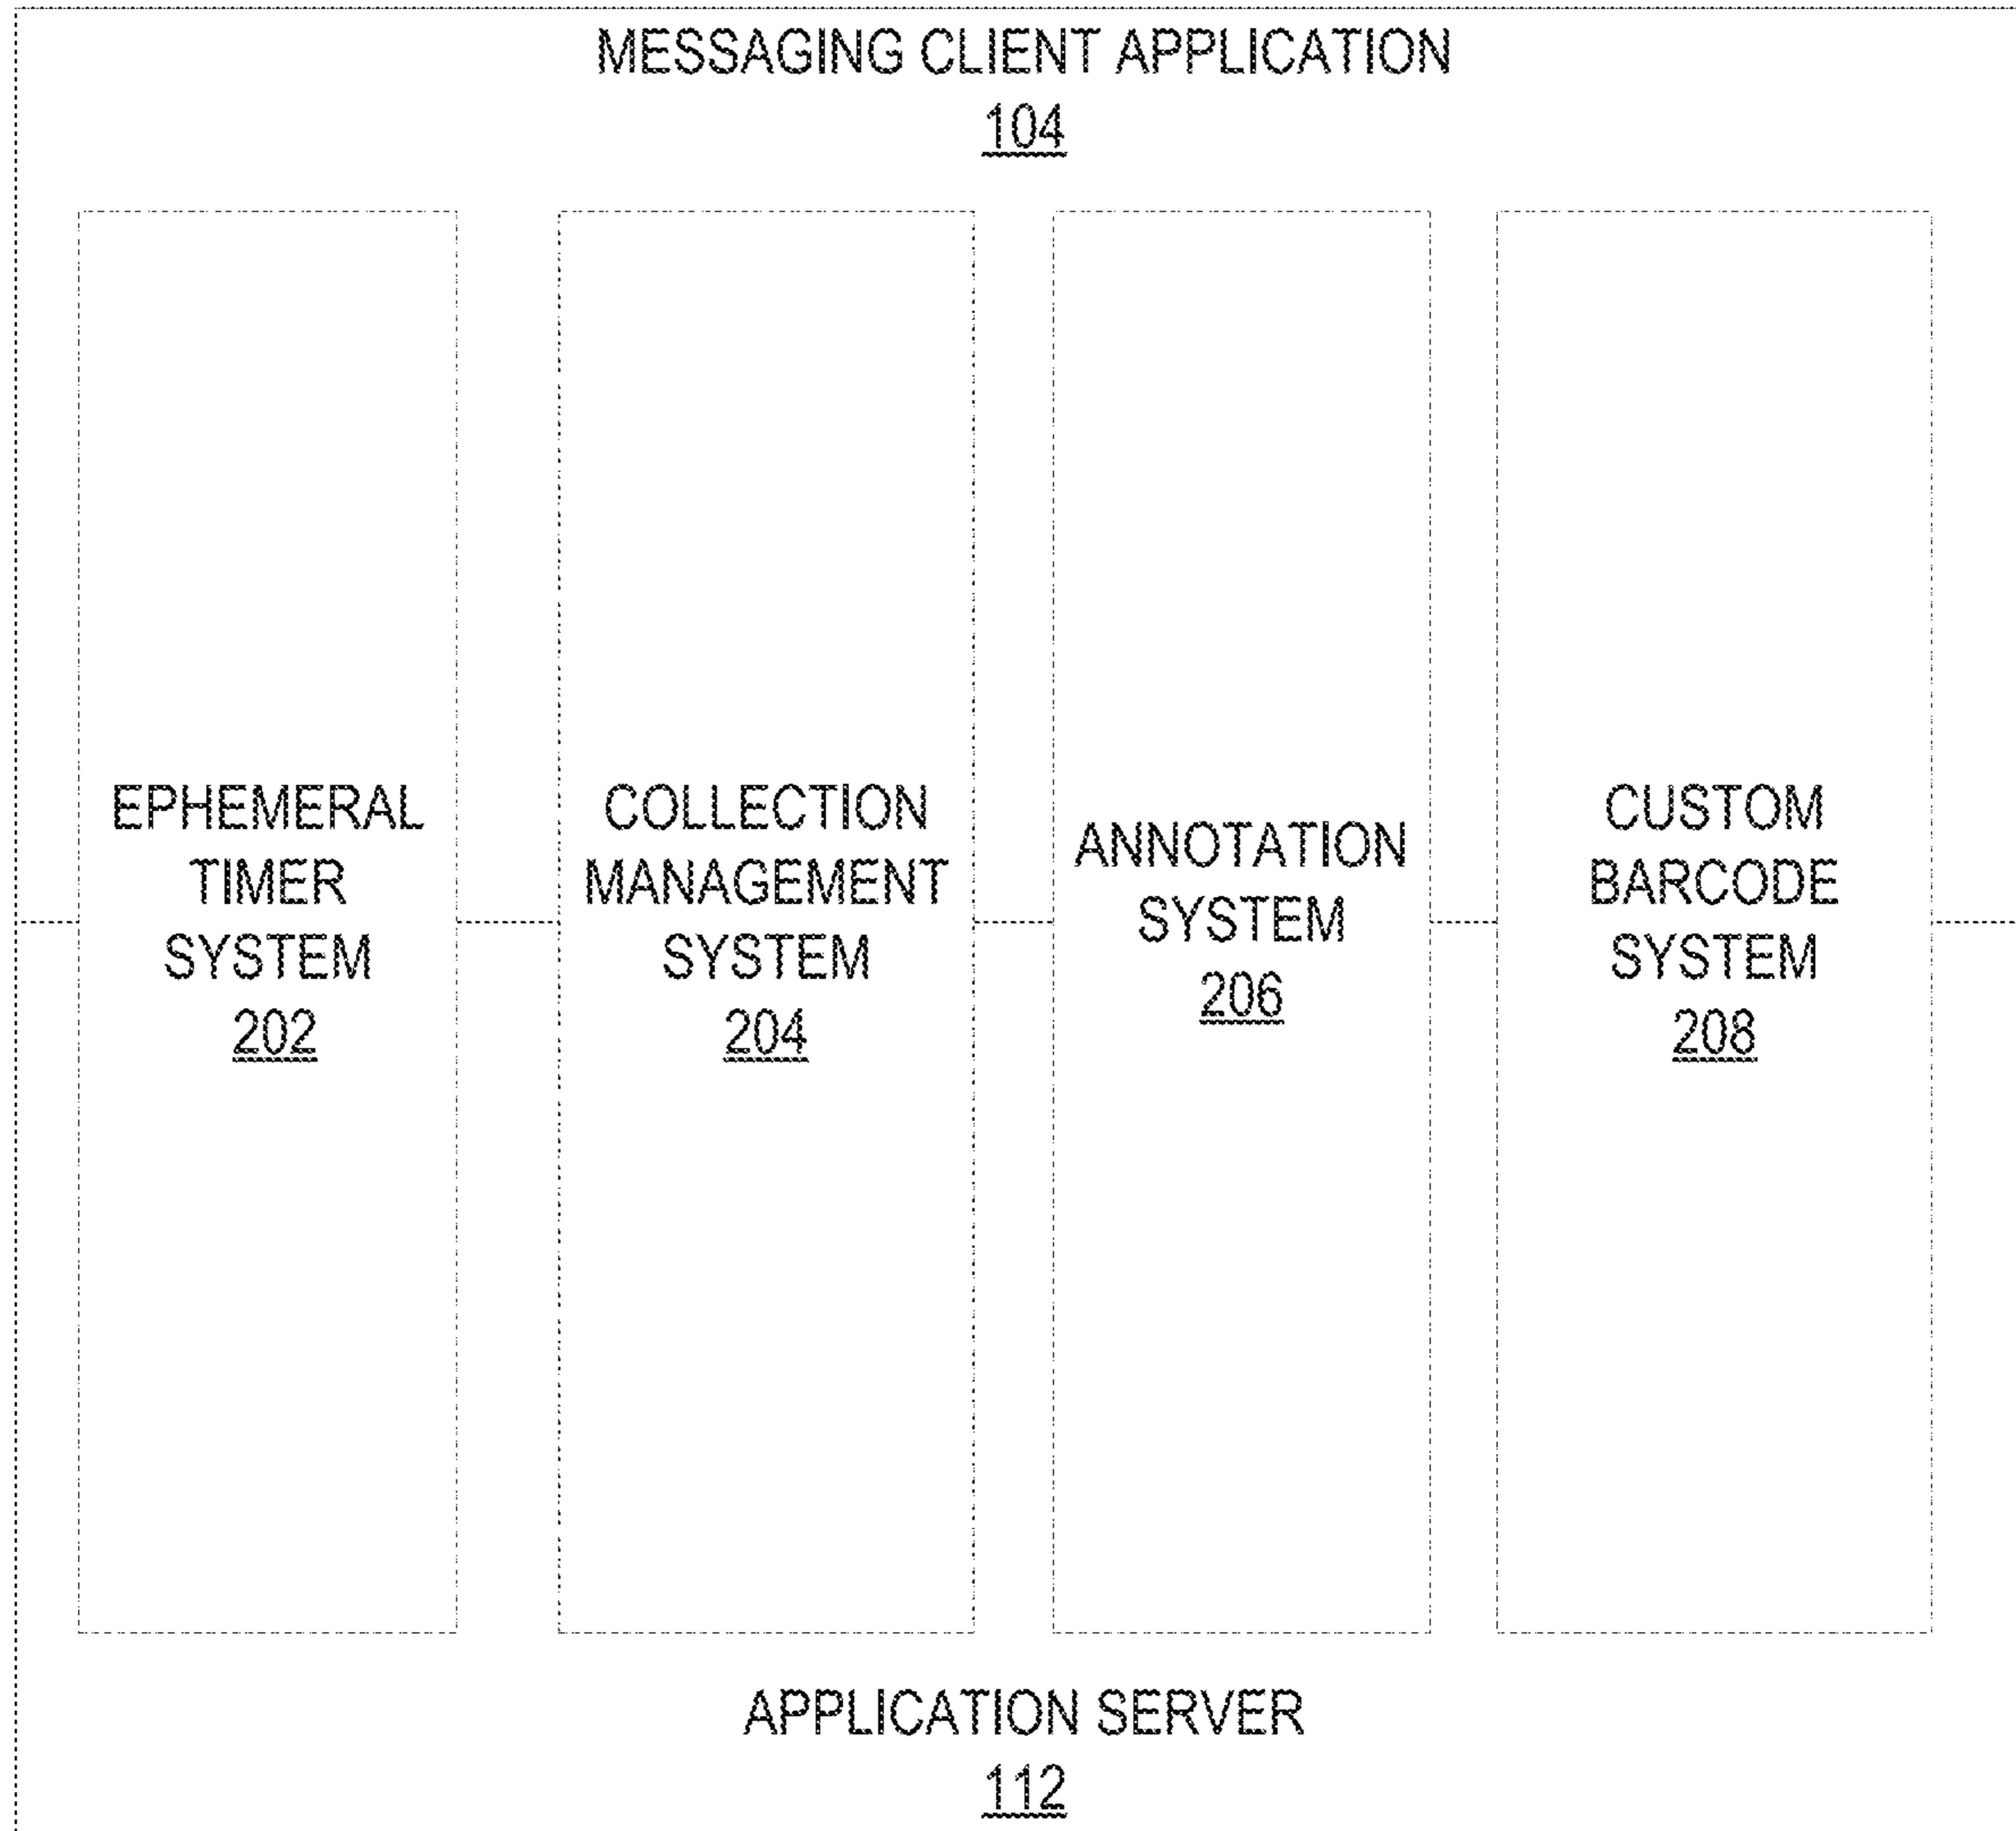 MESSAGING CLIENT APPLICATION
104
EPHEMERAL
TIMER
SYSTEM
202
COLLECTION
MANAGEMENT
SYSTEM
204
ANNOTATION
SYSTEM
206
CUSTOM
BARCODE
SYSTEM
208
APPLICATION SERVER
112